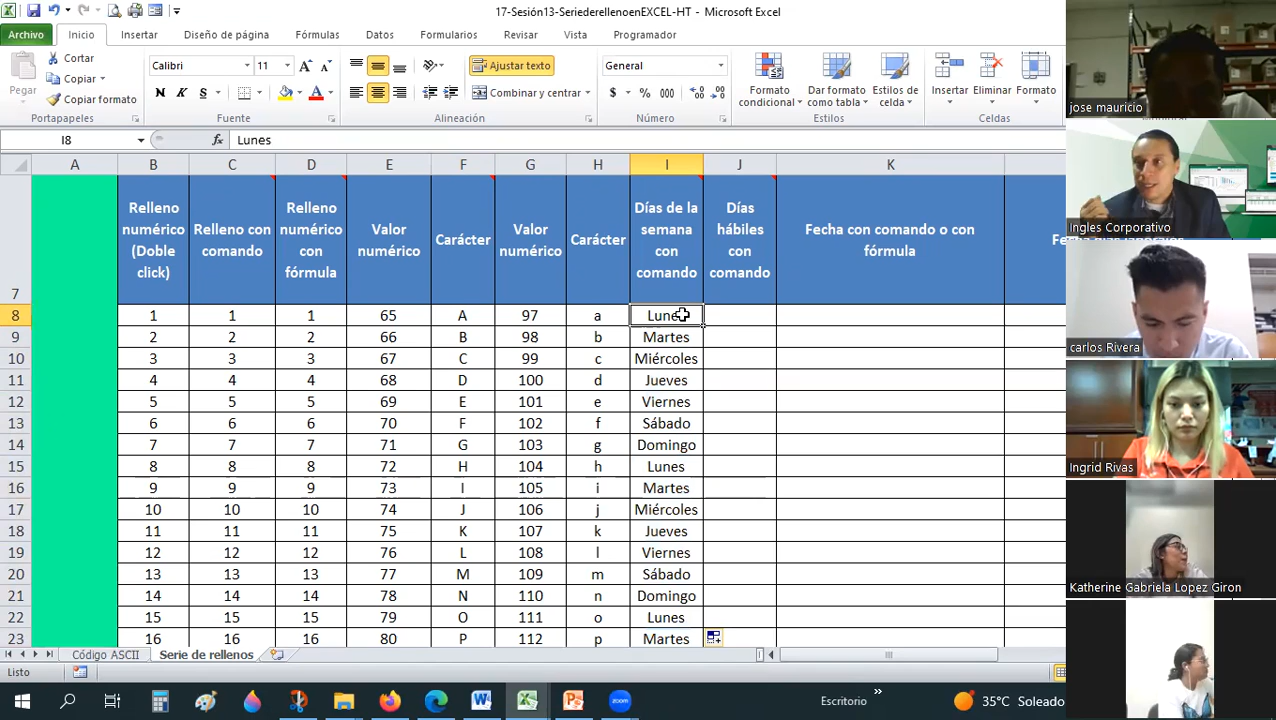 17-Sesión13-SeriederellenoenEXCEL-HT - Microsoft Excel
Archivo Inicio Insertar Diseño de página Fórmulas Datos Formularios Revisar Vista Programador
Pegar
Cortar
Copiar
Copiar formato
Portapapeles
Calibri 11
N K S
Fuente
Ajustar texto
Combinar y centrar
Alineación
General
$ % 000
Número
Formato condicional
Dar formato como tabla
Estilos de celda
Estilos
Insertar Eliminar Formato
Celdas
I8 fx Lunes
A B C D E F G H I J K
7 Relleno numérico (Doble click) Relleno con comando Relleno numérico con fórmula Valor numérico Carácter Valor numérico Carácter Días de la semana con comando Días hábiles con comando Fecha con comando o con fórmula
8 1 1 1 65 A 97 a Lunes
9 2 2 2 66 B 98 b Martes
10 3 3 3 67 C 99 c Miércoles
11 4 4 4 68 D 100 d Jueves
12 5 5 5 69 E 101 e Viernes
13 6 6 6 70 F 102 f Sábado
14 7 7 7 71 G 103 g Domingo
15 8 8 8 72 H 104 h Lunes
16 9 9 9 73 I 105 i Martes
17 10 10 10 74 J 106 j Miércoles
18 11 11 11 75 K 107 k Jueves
19 12 12 12 76 L 108 l Viernes
20 13 13 13 77 M 109 m Sábado
21 14 14 14 78 N 110 n Domingo
22 15 15 15 79 O 111 o Lunes
23 16 16 16 80 P 112 p Martes
Código ASCII Serie de rellenos
Listo
Escritorio » 35°C Soleado
jose mauricio
Ingles Corporativo
carlos Rivera
Ingrid Rivas
Katherine Gabriela Lopez Giron